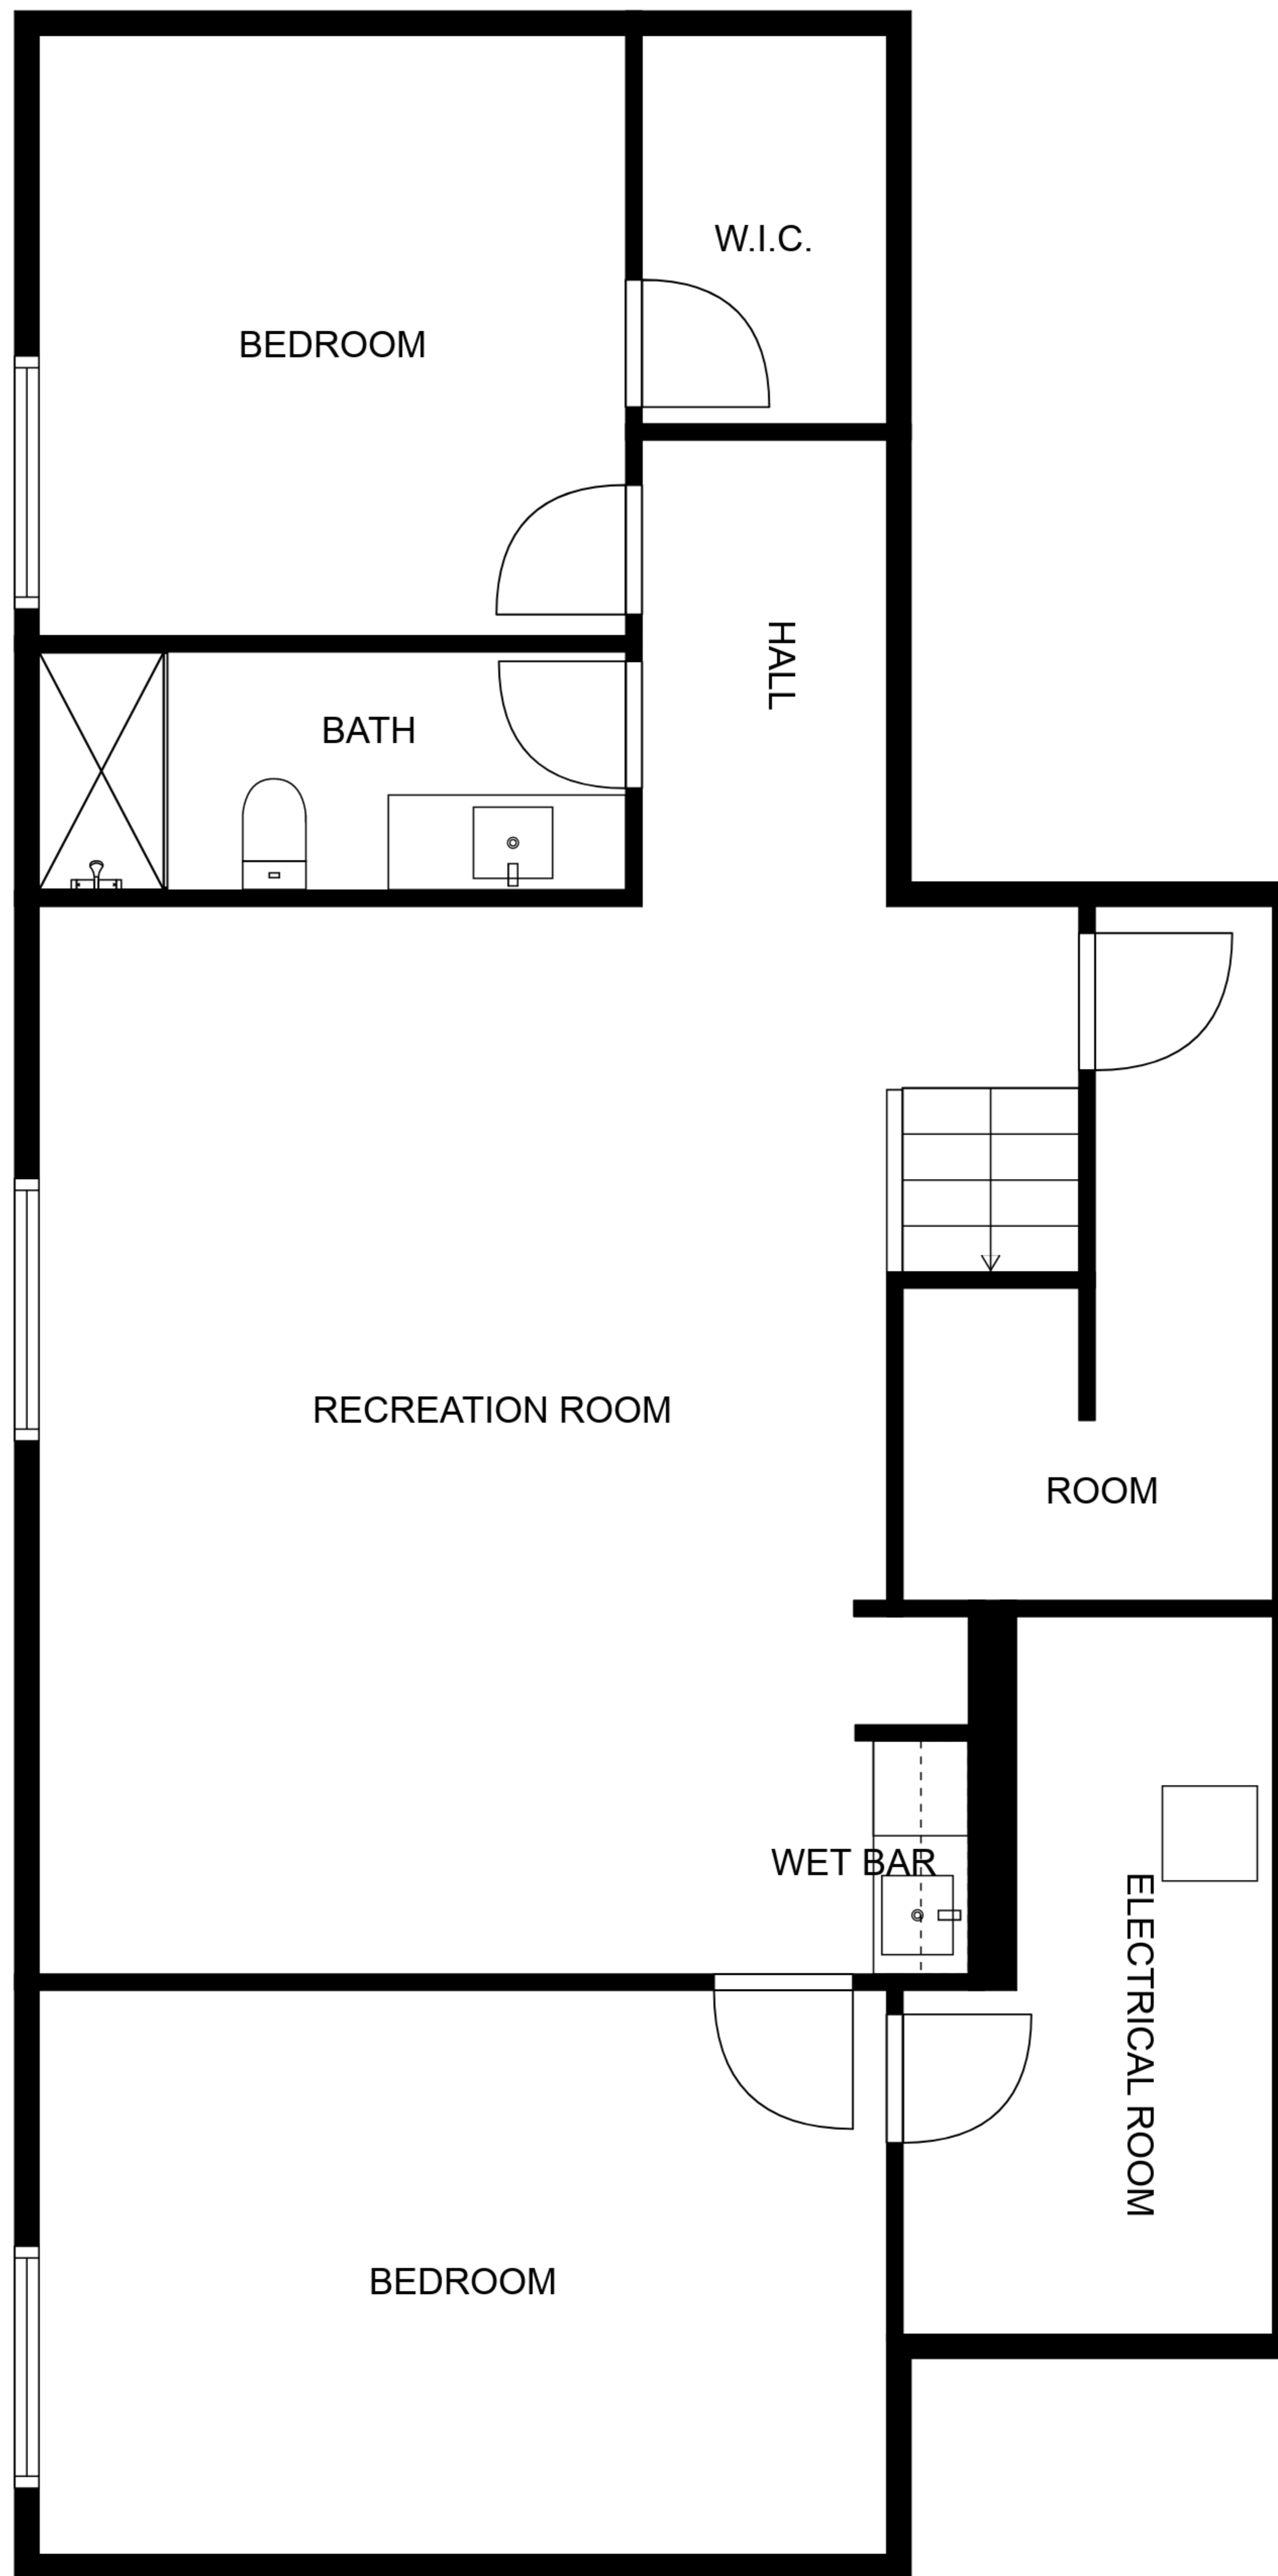 W.I.C.
BEDROOM
HALL
BATH
RECREATION ROOM
ROOM
WET BAR
ELECTRICAL ROOM
BEDROOM